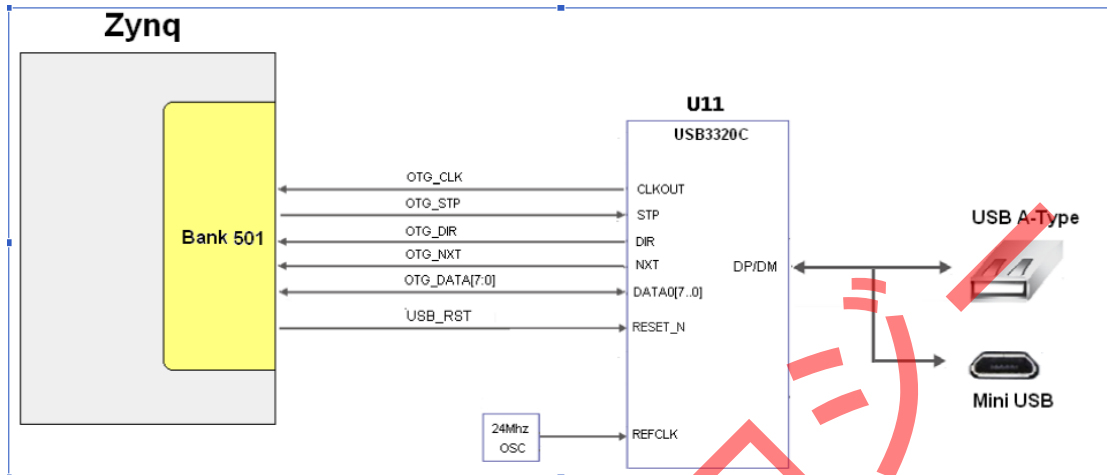 Zynq
U11
USB3320C
OTG_CLK
CLKOUT
OTG_STP
STP
OTG_DIR
DIR
Bank 501
OTG_NXT
NXT
DP/DM
USB A-Type
OTG_DATA[7:0]
DATA0[7..0]
USB_RST
RESET_N
Mini USB
24Mhz
OSC
REFCLK